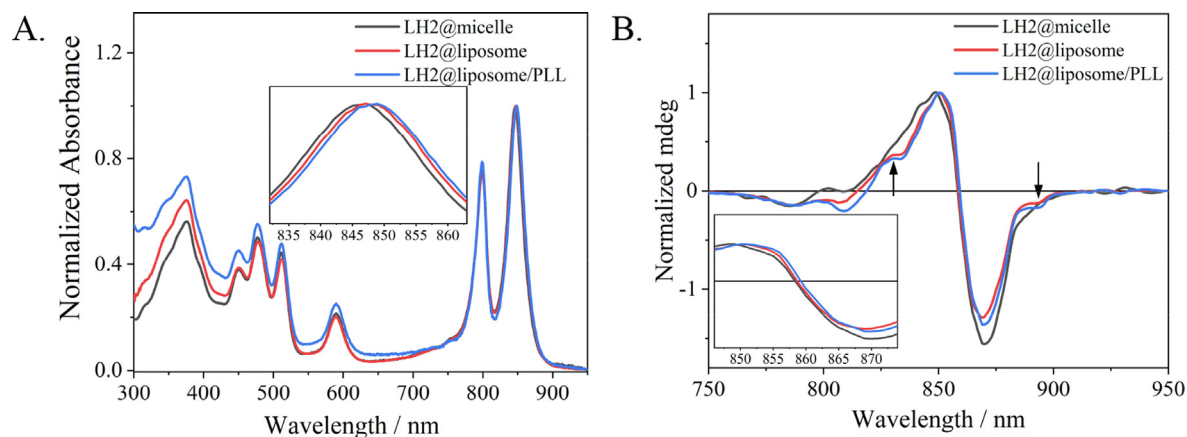 A.
LH2@micelle
LH2@liposome
LH2@liposome/PLL
1.2
0.8
0.4
0.0
Normalized Absorbance
835 840 845 850 855 860
300 400 500 600 700 800 900
Wavelength / nm
B.
LH2@micelle
LH2@liposome
LH2@liposome/PLL
1
0
-1
Normalized mdeg
850 855 860 865 870
750 800 850 900 950
Wavelength / nm